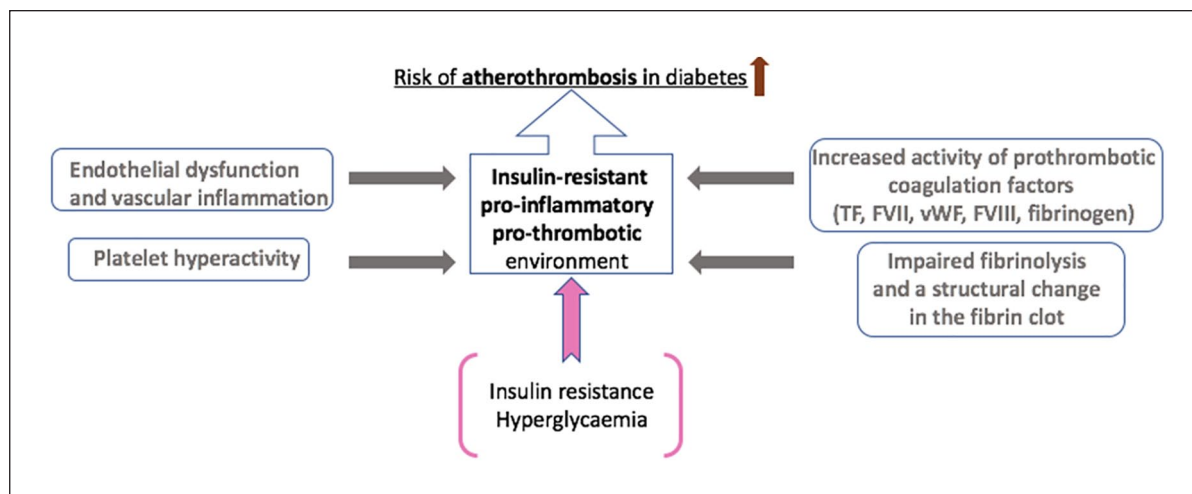 Risk of atherothrombosis in diabetes
Endothelial dysfunction
and vascular inflammation
Platelet hyperactivity
Insulin-resistant
pro-inflammatory
pro-thrombotic
environment
Increased activity of prothrombotic
coagulation factors
(TF, FVII, vWF, FVIII, fibrinogen)
Impaired fibrinolysis
and a structural change
in the fibrin clot
Insulin resistance
Hyperglycaemia